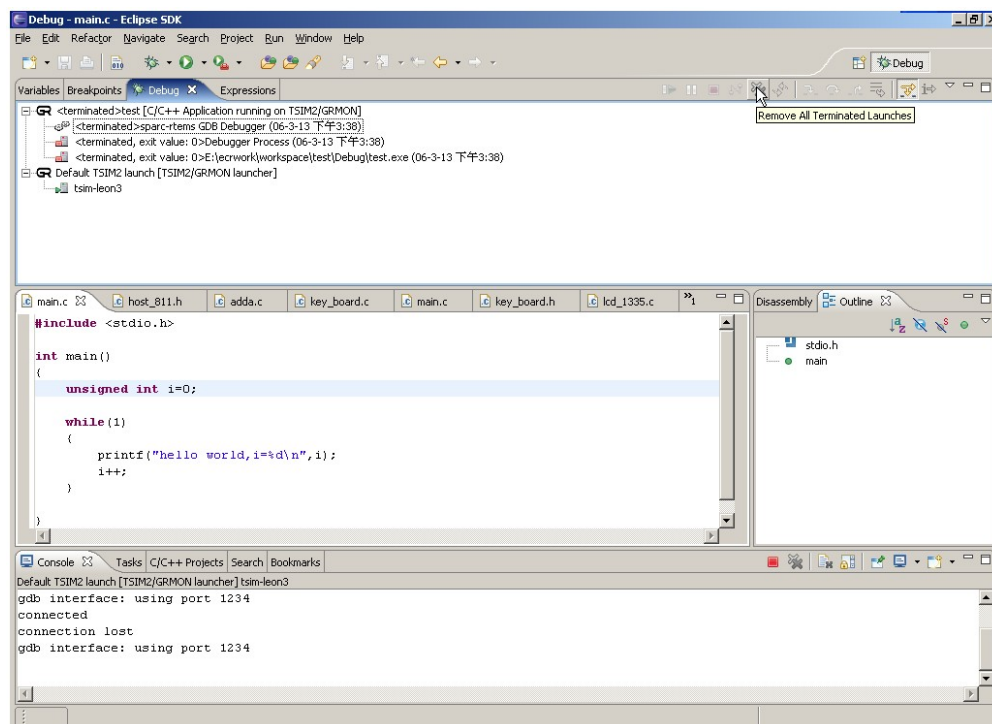 Debug - main.c - Eclipse SDK
File Edit Refactor Navigate Search Project Run Window Help
Debug
Variables Breakpoints Debug Expressions
Remove All Terminated Launches
<terminated>test [C/C++ Application running on TSIM2/GRMON]
<terminated>sparc-rtems GDB Debugger (06-3-13 下午3:38)
<terminated, exit value: 0>Debugger Process (06-3-13 下午3:38)
<terminated, exit value: 0>E:\ecrwork\workspace\test\Debug\test.exe (06-3-13 下午3:38)
Default TSIM2 launch [TSIM2/GRMON launcher]
tsim-leon3
main.c host_811.h adda.c key_board.c main.c key_board.h lcd_1335.c »1
Disassembly Outline
#include <stdio.h>
int main()
{
unsigned int i=0;
while(1)
{
printf("hello world,i=%d\n",i);
i++;
}
}
stdio.h
main
Console Tasks C/C++ Projects Search Bookmarks
Default TSIM2 launch [TSIM2/GRMON launcher] tsim-leon3
gdb interface: using port 1234
connected
connection lost
gdb interface: using port 1234